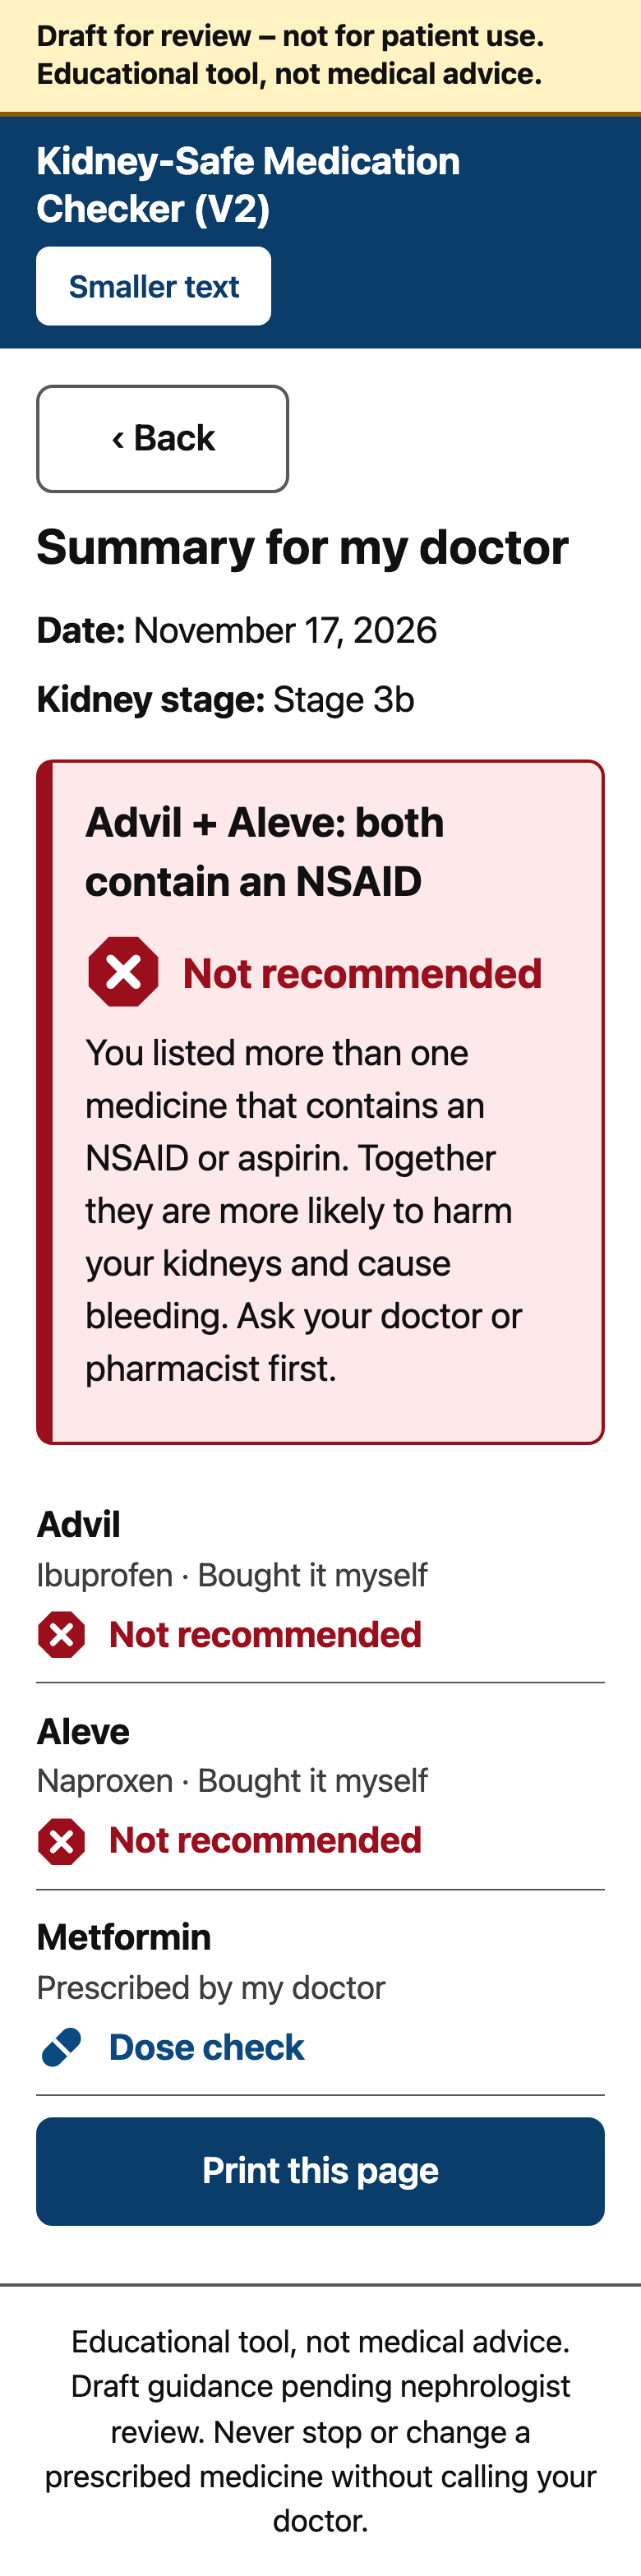 Draft for review – not for patient use.
Educational tool, not medical advice.
Kidney-Safe Medication
Checker (V2)
Smaller text
‹ Back
Summary for my doctor
Date: November 17, 2026
Kidney stage: Stage 3b
Advil + Aleve: both
contain an NSAID
Not recommended
You listed more than one
medicine that contains an
NSAID or aspirin. Together
they are more likely to harm
your kidneys and cause
bleeding. Ask your doctor or
pharmacist first.
Advil
Ibuprofen · Bought it myself
Not recommended
Aleve
Naproxen · Bought it myself
Not recommended
Metformin
Prescribed by my doctor
Dose check
Print this page
Educational tool, not medical advice.
Draft guidance pending nephrologist
review. Never stop or change a
prescribed medicine without calling your
doctor.